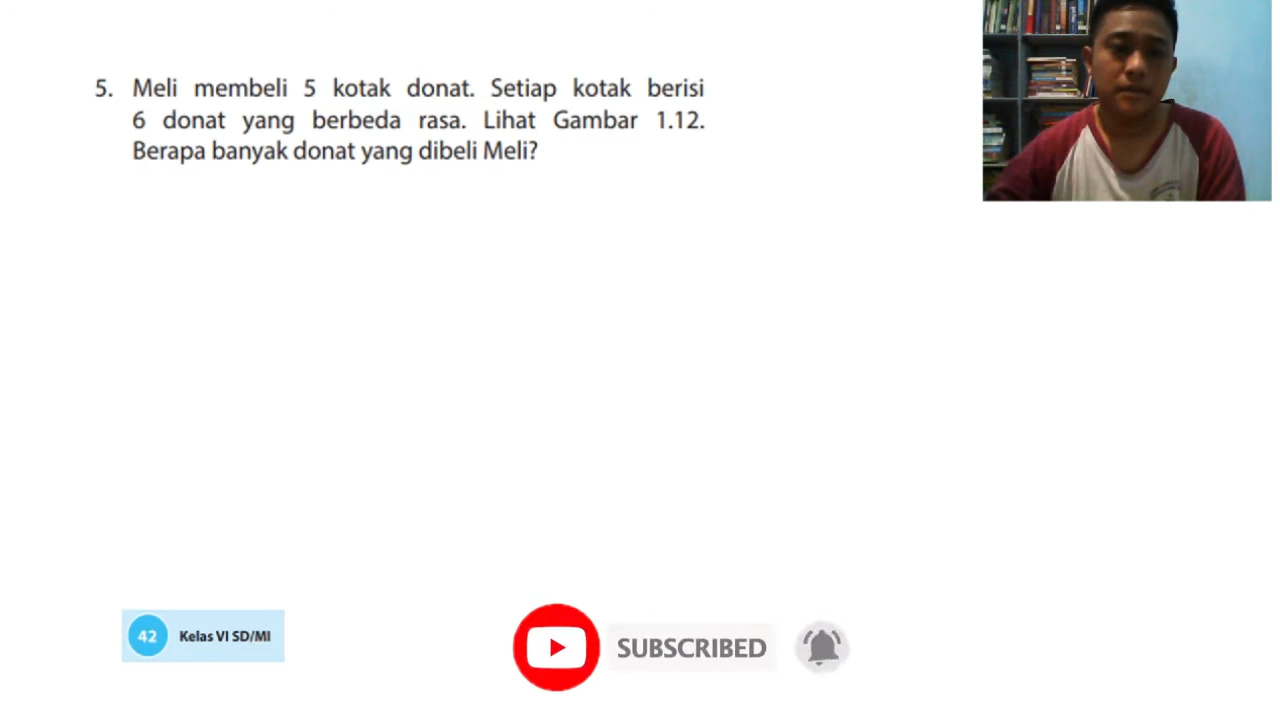 5. Meli membeli 5 kotak donat. Setiap kotak berisi
6 donat yang berbeda rasa. Lihat Gambar 1.12.
Berapa banyak donat yang dibeli Meli?
42 Kelas VI SD/MI
SUBSCRIBED